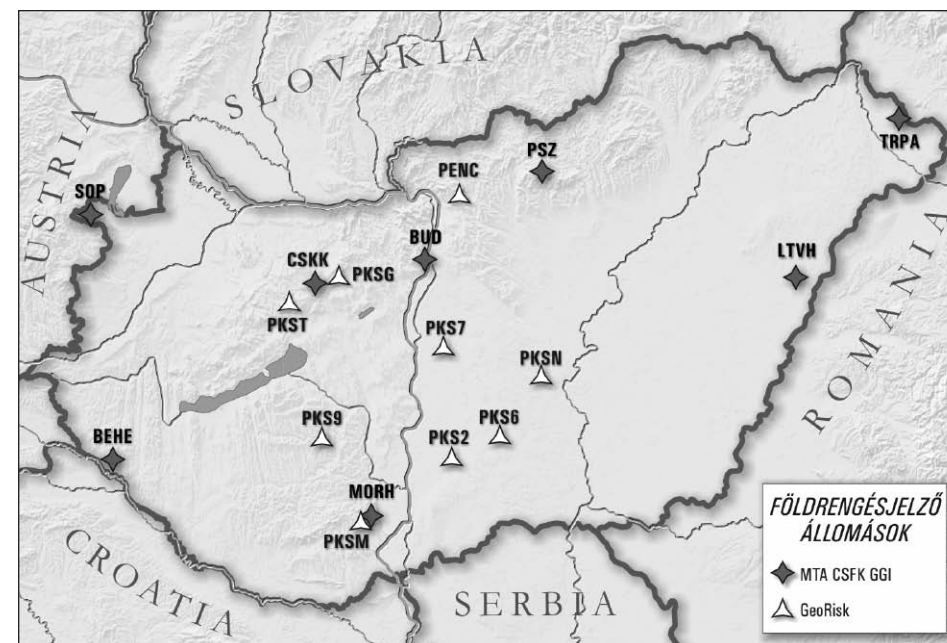 SLOVAKIA
AUSTRIA
PSZ
TRPA
PENC
SOP
BUD
LTVH
CSKK
PKSG
PKST
ROMANIA
PKS7
PKSN
PKS9
PKS6
BEHE
PKS2
MORH
PKSM
CROATIA
SERBIA
FÖLDRENGÉSJELZŐ
ÁLLOMÁSOK
MTA CSFK GGI
GeoRisk